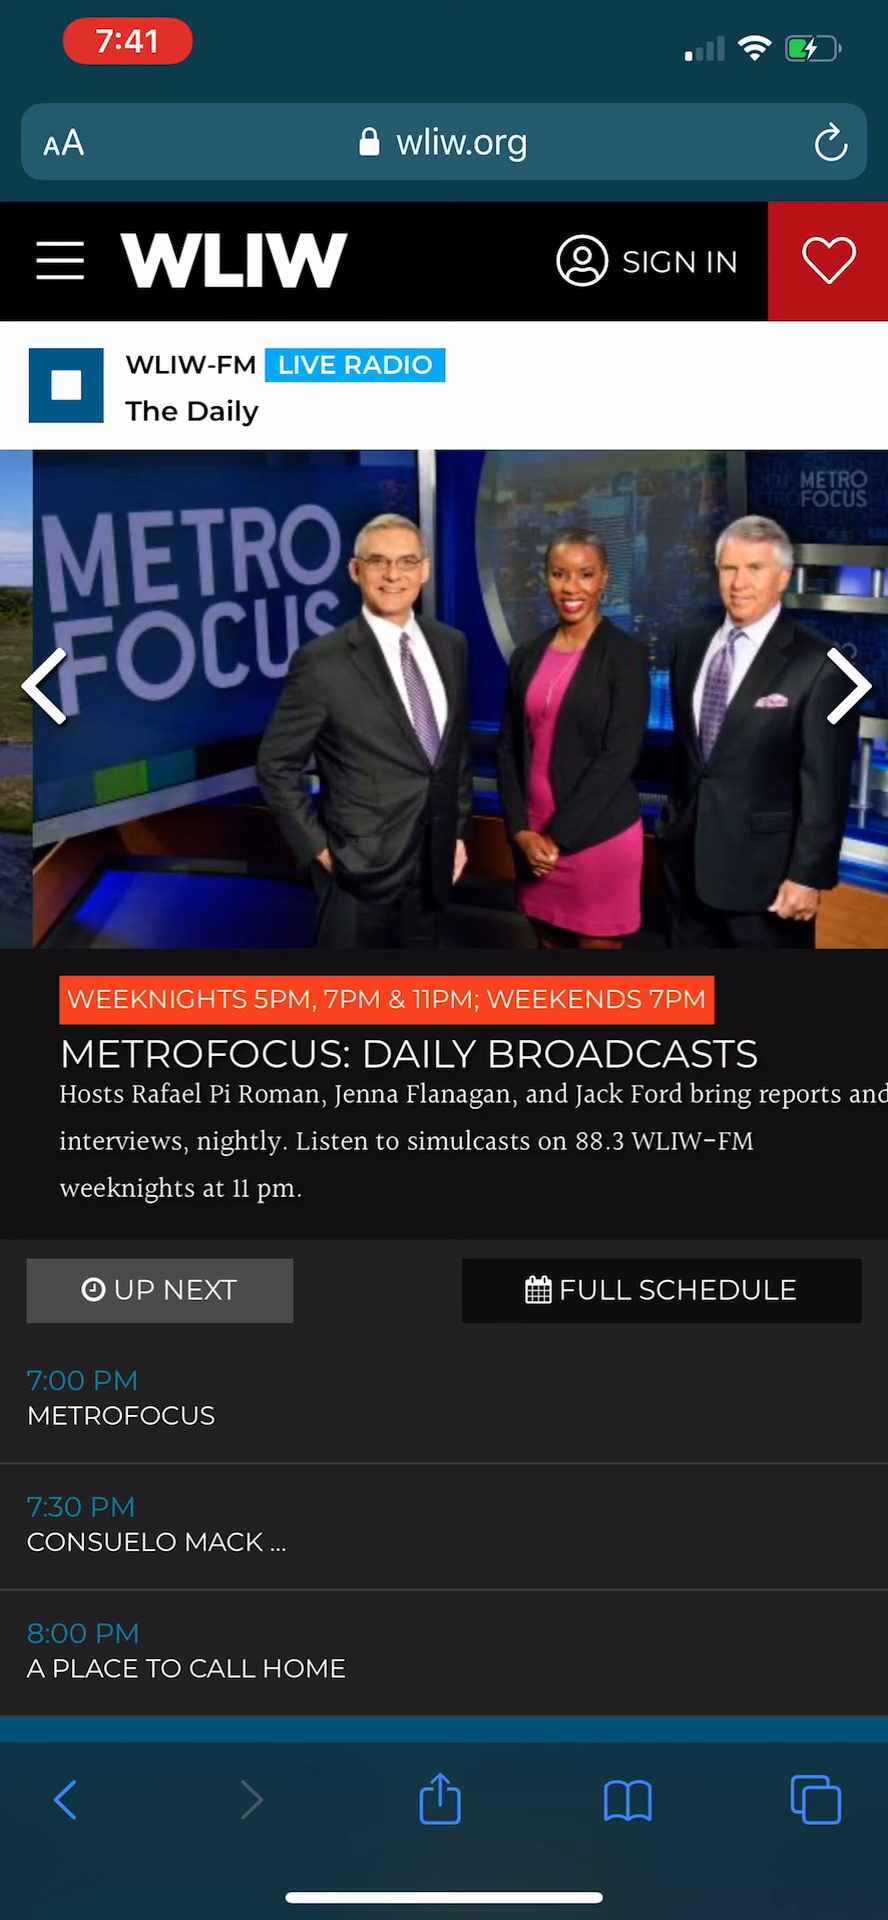 7:41
AA
wliw.org
WLIW
SIGN IN
WLIW-FM LIVE RADIO
The Daily
METRO
FOCUS
METRO
FOCUS
WEEKNIGHTS 5PM, 7PM & 11PM; WEEKENDS 7PM
METROFOCUS: DAILY BROADCASTS
Hosts Rafael Pi Roman, Jenna Flanagan, and Jack Ford bring reports and
interviews, nightly. Listen to simulcasts on 88.3 WLIW-FM
weeknights at 11 pm.
UP NEXT
FULL SCHEDULE
7:00 PM
METROFOCUS
7:30 PM
CONSUELO MACK ...
8:00 PM
A PLACE TO CALL HOME